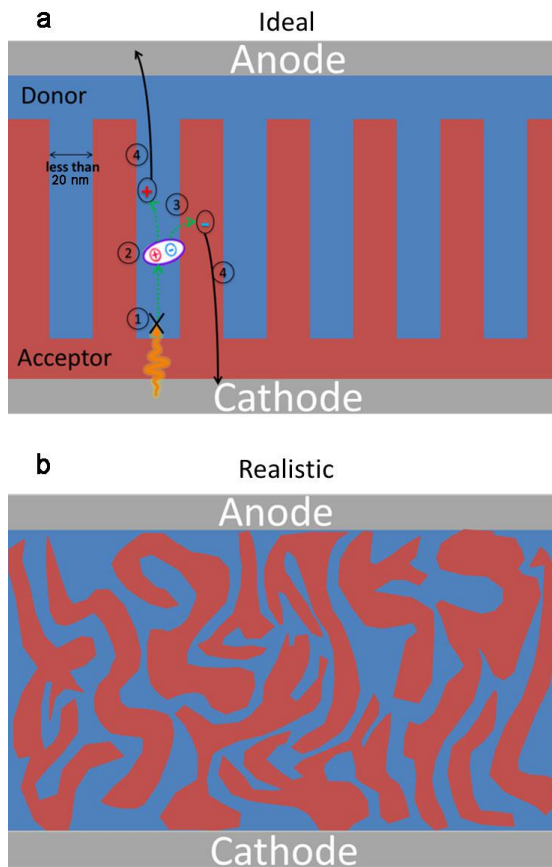 a
Ideal
Anode
Donor
less than
20 nm
4
+
3
-
2
+ -
4
1
Acceptor
Cathode
b
Realistic
Anode
Cathode